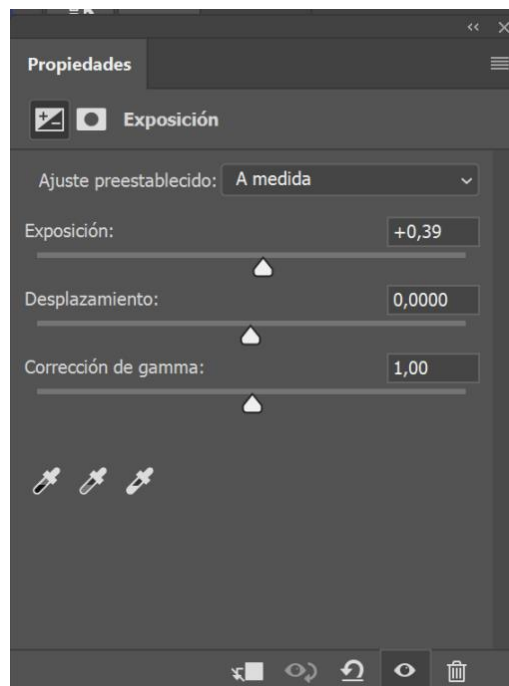 Propiedades
Exposición
Ajuste preestablecido: A medida
Exposición: +0,39
Desplazamiento: 0,0000
Corrección de gamma: 1,00